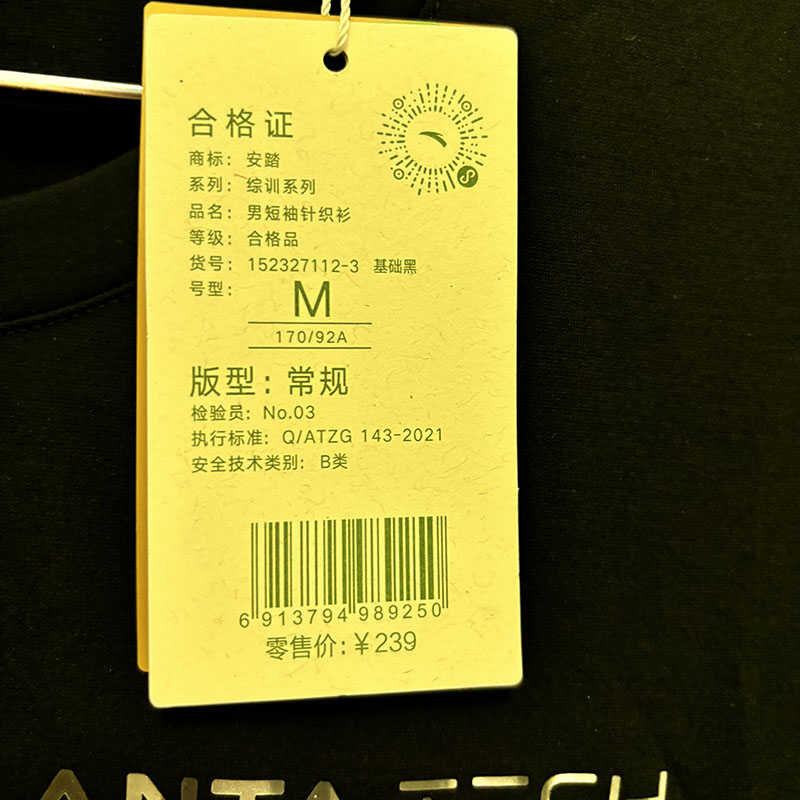 合格证
商标：安踏
系列：综训系列
品名：男短袖针织衫
等级：合格品
货号：152327112-3 基础黑
号型：M
170/92A
版型：常规
检验员：No.03
执行标准：Q/ATZG 143-2021
安全技术类别：B类
6 913794 989250
零售价：￥239
ANTA TECH